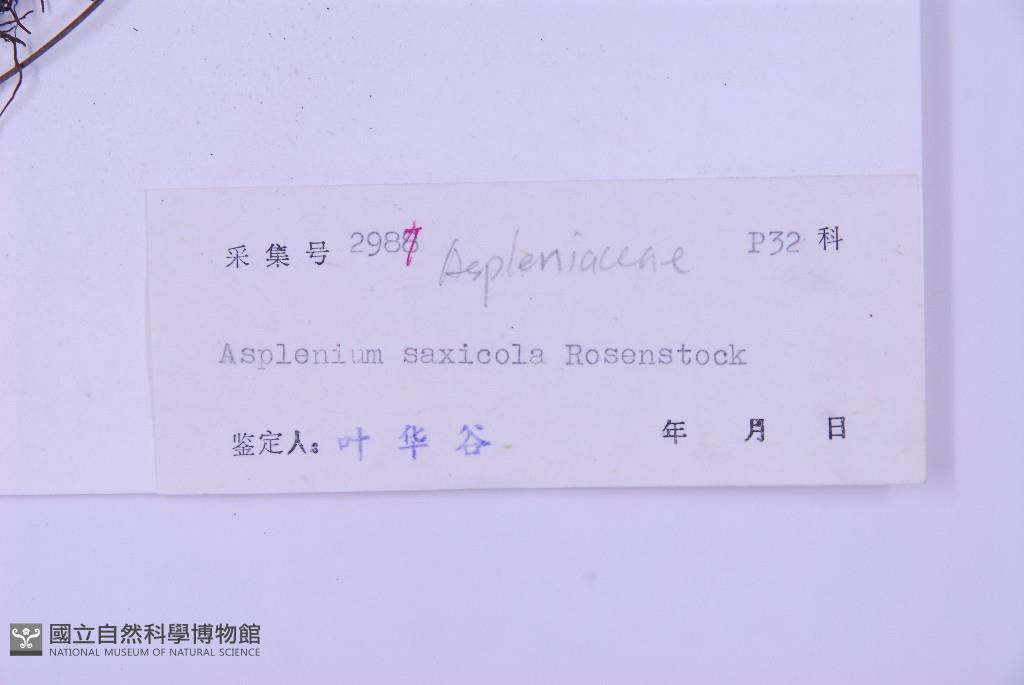 采集号 2987 Aspleniaceae P32 科
Asplenium saxicola Rosenstock
鉴定人: 叶华谷 年 月 日
國立自然科學博物館
NATIONAL MUSEUM OF NATURAL SCIENCE